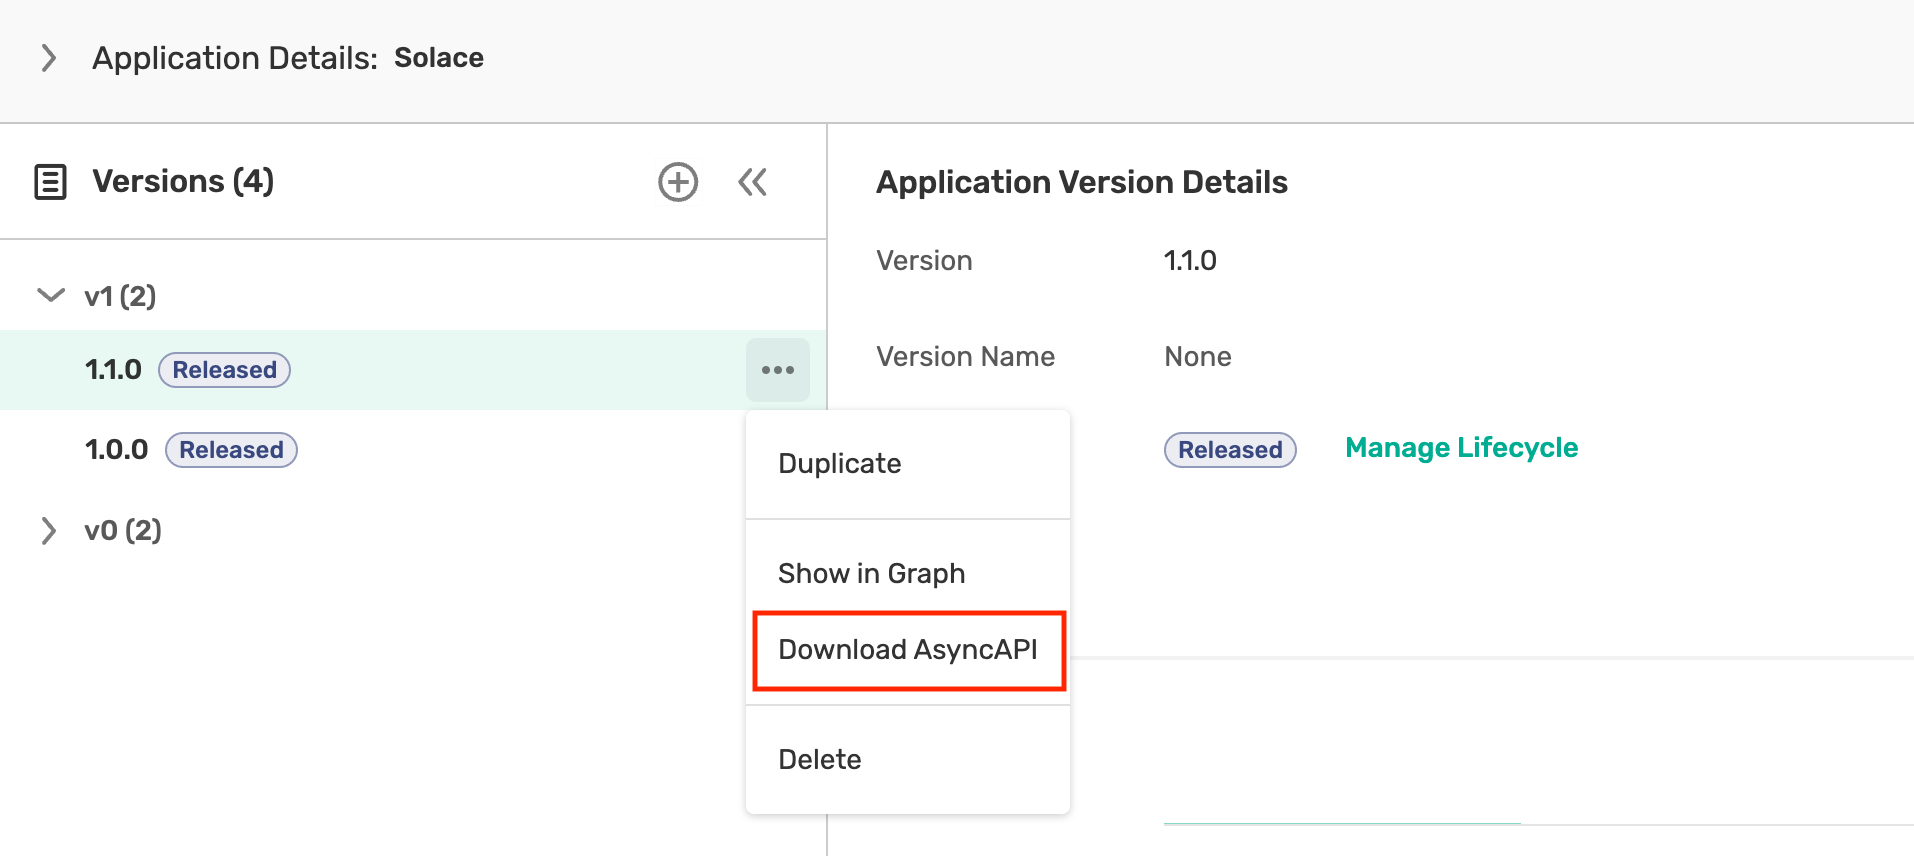 Application Details: Solace
Versions (4)
v1 (2)
1.1.0 Released
1.0.0 Released
v0 (2)
Duplicate
Show in Graph
Download AsyncAPI
Delete
Application Version Details
Version 1.1.0
Version Name None
Released Manage Lifecycle